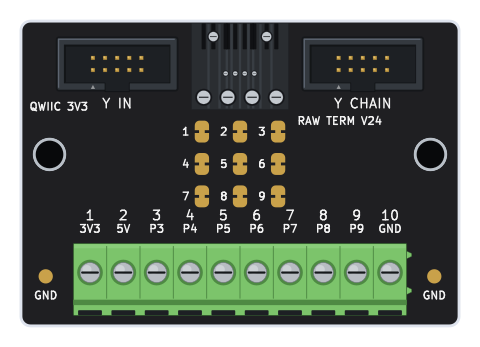 QWIIC 3V3 Y IN
Y CHAIN
RAW TERM V24
1 2 3
4 5 6
7 8 9
1 2 3 4 5 6 7 8 9 10
3V3 5V P3 P4 P5 P6 P7 P8 P9 GND
GND GND